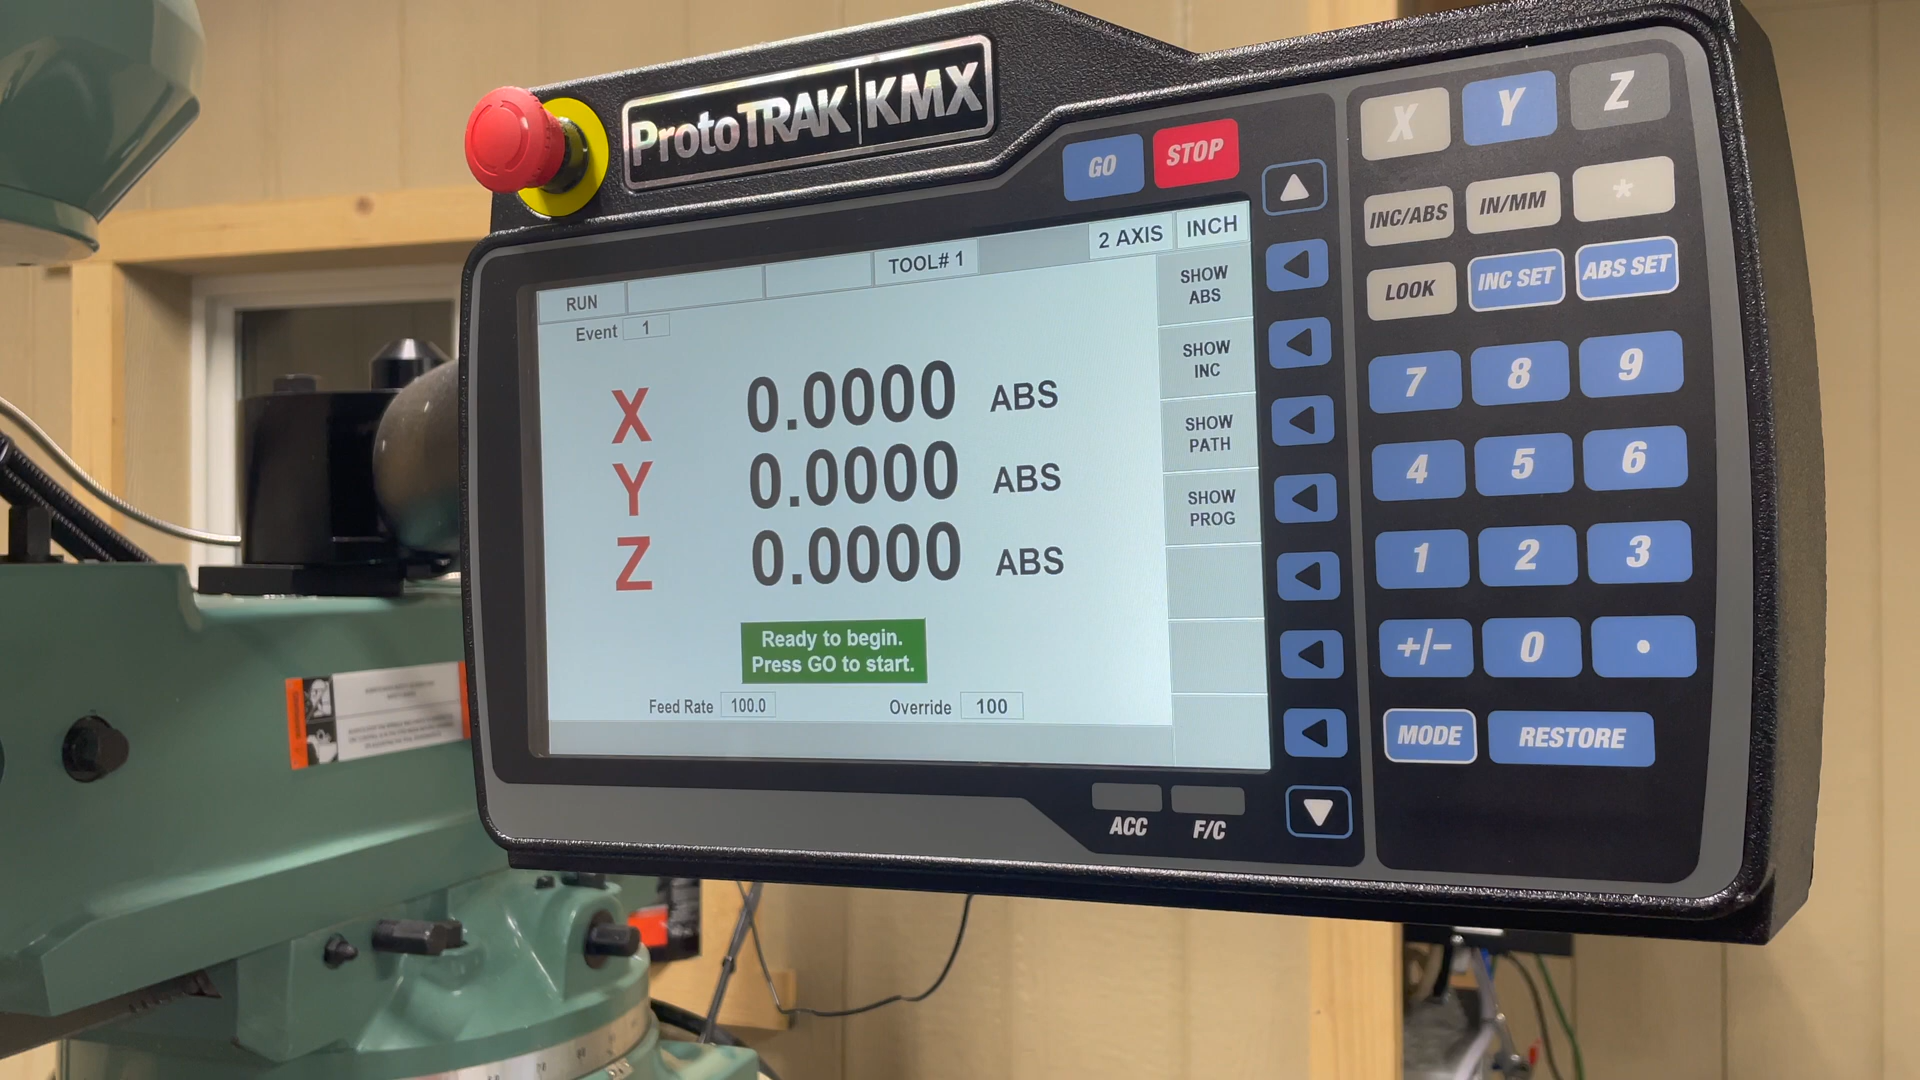 ProtoTRAK KMX
GO STOP
RUN
TOOL# 1
2 AXIS
INCH
Event 1
X 0.0000 ABS
Y 0.0000 ABS
Z 0.0000 ABS
Ready to begin.
Press GO to start.
Feed Rate 100.0
Override 100
SHOW
ABS
SHOW
INC
SHOW
PATH
SHOW
PROG
ACC F/C
X Y Z
INC/ABS IN/MM *
LOOK INC SET ABS SET
7 8 9
4 5 6
1 2 3
+/- 0 .
MODE RESTORE